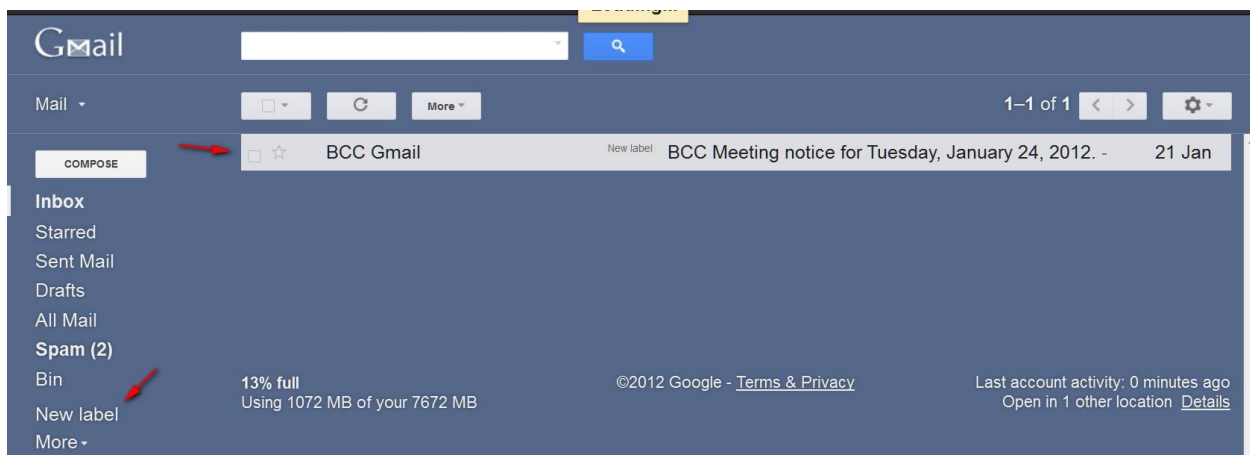 Gmail
Mail
More
1–1 of 1
COMPOSE
BCC Gmail New label BCC Meeting notice for Tuesday, January 24, 2012. - 21 Jan
Inbox
Starred
Sent Mail
Drafts
All Mail
Spam (2)
Bin
New label
More
13% full
Using 1072 MB of your 7672 MB
©2012 Google - Terms & Privacy
Last account activity: 0 minutes ago
Open in 1 other location Details